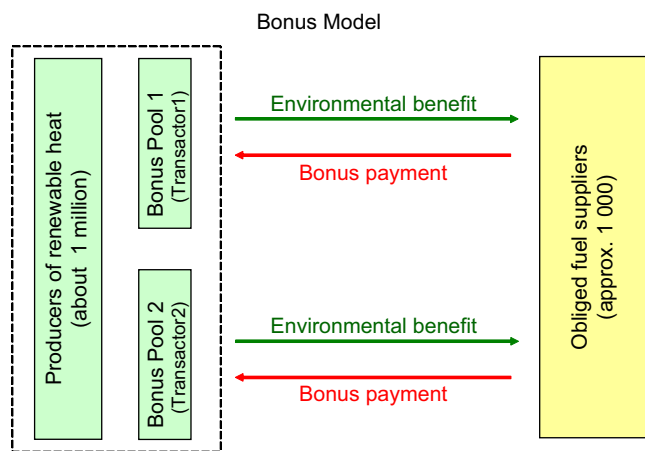 Bonus Model
Producers of renewable heat
(about 1 million)
Bonus Pool 1
(Transactor1)
Environmental benefit
Bonus payment
Bonus Pool 2
(Transactor2)
Environmental benefit
Bonus payment
Obliged fuel suppliers
(approx. 1 000)